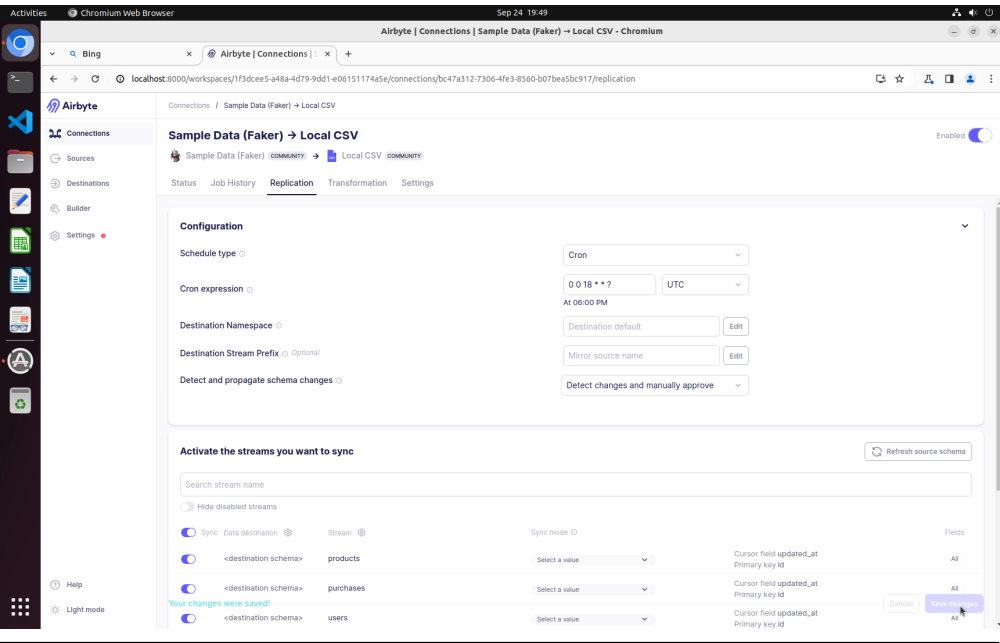 Activities
Chromium Web Browser
Sep 24 19:49
Airbyte | Connections | Sample Data (Faker) → Local CSV - Chromium
Bing
Airbyte | Connections |
localhost:8000/workspaces/1f3dcee5-a48a-4d79-9dd1-e06151174a5e/connections/bc47a312-7306-4fe3-8560-b07bea5bc917/replication
Airbyte
Connections
Sources
Destinations
Builder
Settings
Help
Light mode
Connections / Sample Data (Faker) → Local CSV
Sample Data (Faker) → Local CSV
Enabled
Sample Data (Faker) COMMUNITY → Local CSV COMMUNITY
Status Job History Replication Transformation Settings
Configuration
Schedule type
Cron
Cron expression
0 0 18 * * ?
UTC
At 06:00 PM
Destination Namespace
Destination default
Edit
Destination Stream Prefix Optional
Mirror source name
Edit
Detect and propagate schema changes
Detect changes and manually approve
Activate the streams you want to sync
Refresh source schema
Search stream name
Hide disabled streams
Sync Data destination Stream Sync mode Fields
<destination schema> products Select a value Cursor field updated_at All
Primary key id
<destination schema> purchases Select a value Cursor field updated_at All
Primary key id
Your changes were saved!
Cancel
Save changes
<destination schema> users Select a value Cursor field updated_at All
Primary key id